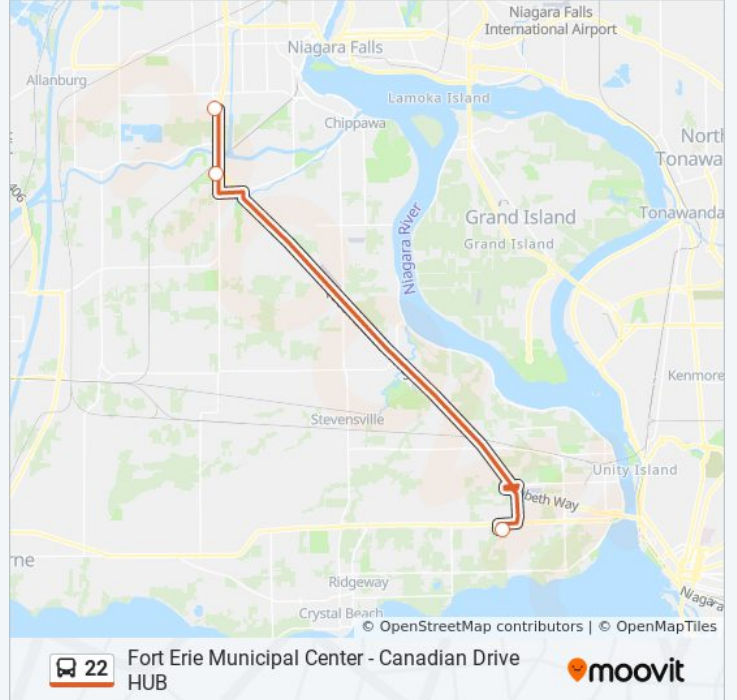 Niagara Falls
International Airport
Niagara Falls
Allanburg
Lamoka Island
Chippawa
North
Tonawa
406
Grand Island
Grand Island
Tonawanda
Niagara River
Kenmore
Stevensville
Unity Island
beth Way
rne
Ridgeway
Niagara
Crystal Beach
© OpenStreetMap contributors | © OpenMapTiles
22
Fort Erie Municipal Center - Canadian Drive
HUB
moovit